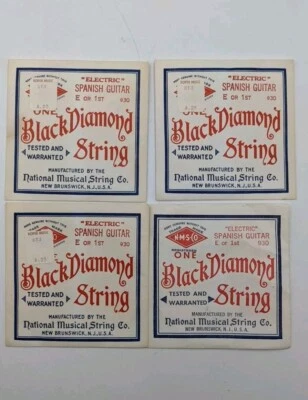 "ELECTRIC"
SPANISH GUITAR
E OR 1ST
ONE
Black Diamond
TESTED AND
WARRANTED
String
MANUFACTURED BY THE
National Musical String Co.
NEW BRUNSWICK, N.J., U.S.A.
"ELECTRIC"
SPANISH GUITAR
E OR 1ST
ONE
Black Diamond
TESTED AND
WARRANTED
String
MANUFACTURED BY THE
National Musical String Co.
NEW BRUNSWICK, N.J., U.S.A.
"ELECTRIC"
SPANISH GUITAR
E OR 1ST
ONE
Black Diamond
TESTED AND
WARRANTED
String
MANUFACTURED BY THE
National Musical String Co.
NEW BRUNSWICK, N.J., U.S.A.
TRADE MARK
N.M.S.CO
REGISTERED
ONE
"ELECTRIC"
SPANISH GUITAR
E or 1st
Black Diamond
TESTED AND
WARRANTED
String
MANUFACTURED BY THE
National Musical String Co.
NEW BRUNSWICK, N.J., U.S.A.